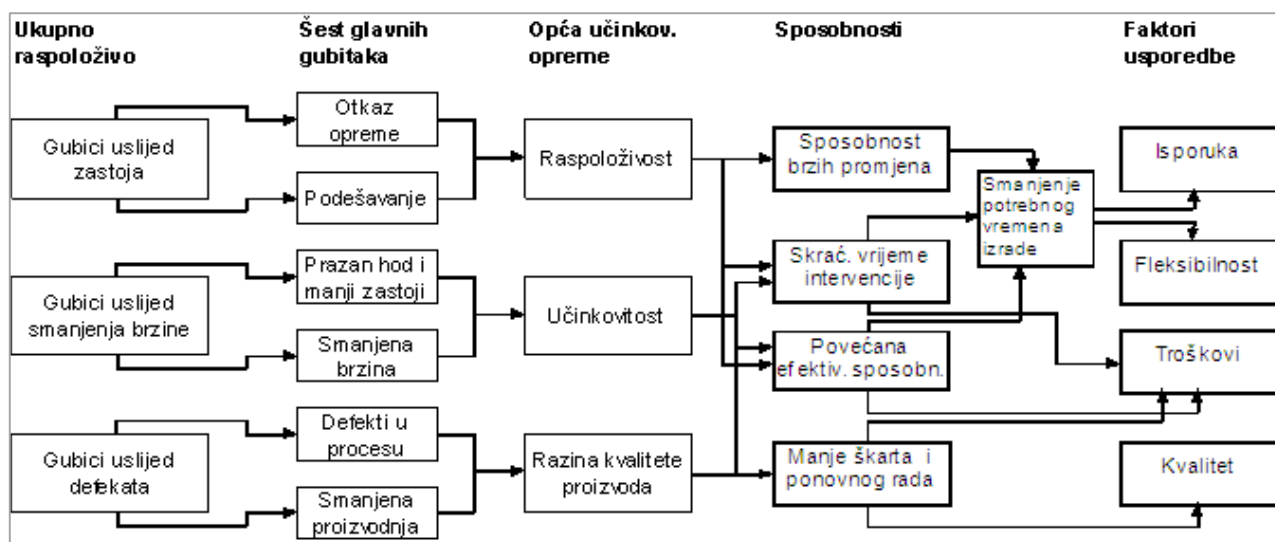 Ukupno
raspoloživo
Šest glavnih
gubitaka
Opća učinkov.
opreme
Sposobnosti
Faktori
usporedbe
Gubici uslijed
zastoja
Gubici uslijed
smanjenja brzine
Gubici uslijed
defekata
Otkaz
opreme
Podešavanje
Prazan hod i
manji zastoji
Smanjena
brzina
Defekti u
procesu
Smanjena
proizvodnja
Raspoloživost
Učinkovitost
Razina kvalitete
proizvoda
Sposobnost
brzih promjena
Skrać. vrijeme
intervencije
Povećana
efektiv. sposobn.
Manje škarta i
ponovnog rada
Smanjenje
potrebnog
vremena
izrade
Isporuka
Fleksibilnost
Troškovi
Kvalitet